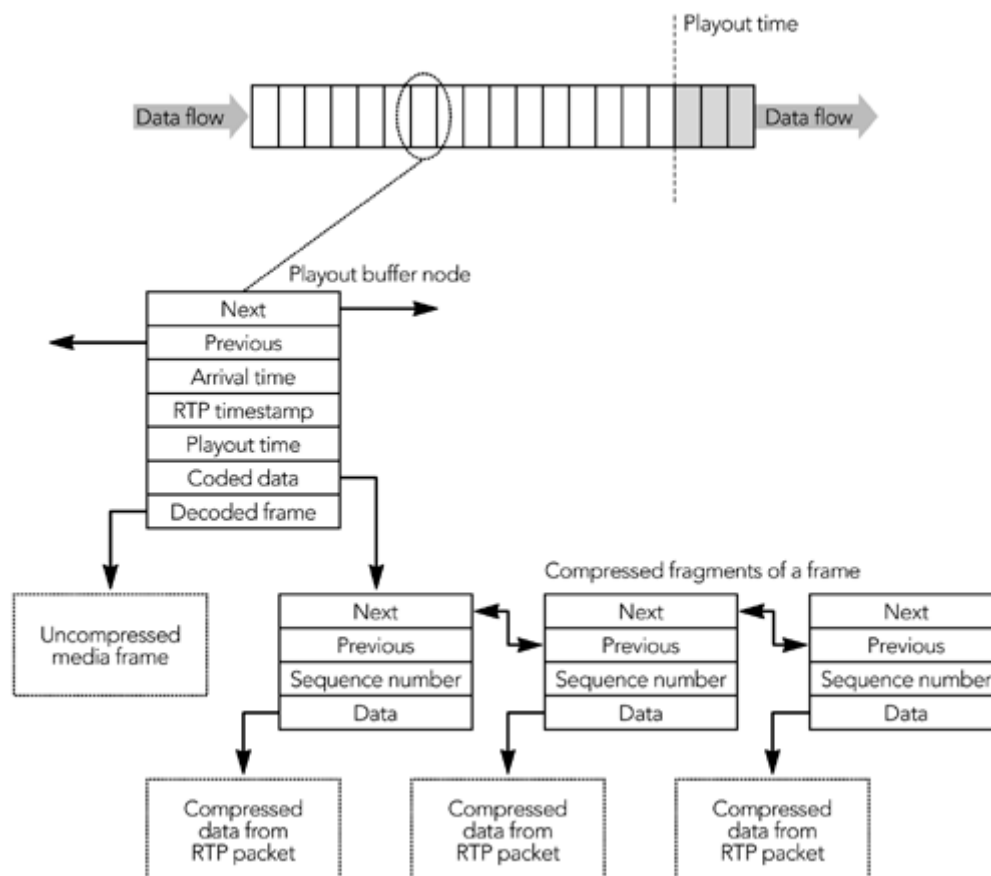 Playout time
Data flow
Data flow
Playout buffer node
Next
Previous
Arrival time
RTP timestamp
Playout time
Coded data
Decoded frame
Uncompressed
media frame
Compressed fragments of a frame
Next
Previous
Sequence number
Data
Next
Previous
Sequence number
Data
Next
Previous
Sequence number
Data
Compressed
data from
RTP packet
Compressed
data from
RTP packet
Compressed
data from
RTP packet